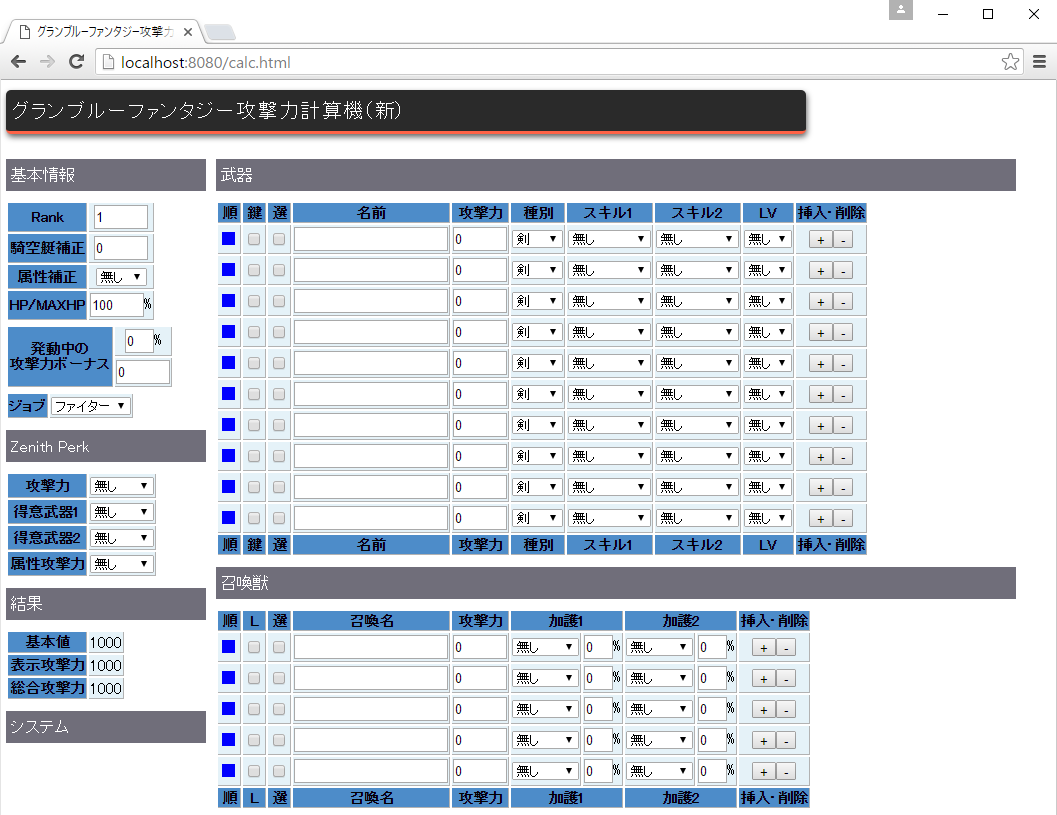 グランブルーファンタジー攻撃力
localhost:8080/calc.html
グランブルーファンタジー攻撃力計算機（新）
基本情報
Rank 1
騎空艇補正 0
属性補正 無し
HP/MAXHP 100 %
発動中の
攻撃力ボーナス
0 %
0
ジョブ ファイター
Zenith Perk
攻撃力 無し
得意武器1 無し
得意武器2 無し
属性攻撃力 無し
結果
基本値 1000
表示攻撃力 1000
総合攻撃力 1000
システム
武器
順 鍵 選 名前 攻撃力 種別 スキル1 スキル2 LV 挿入・削除
0 剣 無し 無し 無し + -
0 剣 無し 無し 無し + -
0 剣 無し 無し 無し + -
0 剣 無し 無し 無し + -
0 剣 無し 無し 無し + -
0 剣 無し 無し 無し + -
0 剣 無し 無し 無し + -
0 剣 無し 無し 無し + -
0 剣 無し 無し 無し + -
0 剣 無し 無し 無し + -
順 鍵 選 名前 攻撃力 種別 スキル1 スキル2 LV 挿入・削除
召喚獣
順 L 選 召喚名 攻撃力 加護1 加護2 挿入・削除
0 無し 0 % 無し 0 % + -
0 無し 0 % 無し 0 % + -
0 無し 0 % 無し 0 % + -
0 無し 0 % 無し 0 % + -
0 無し 0 % 無し 0 % + -
順 L 選 召喚名 攻撃力 加護1 加護2 挿入・削除